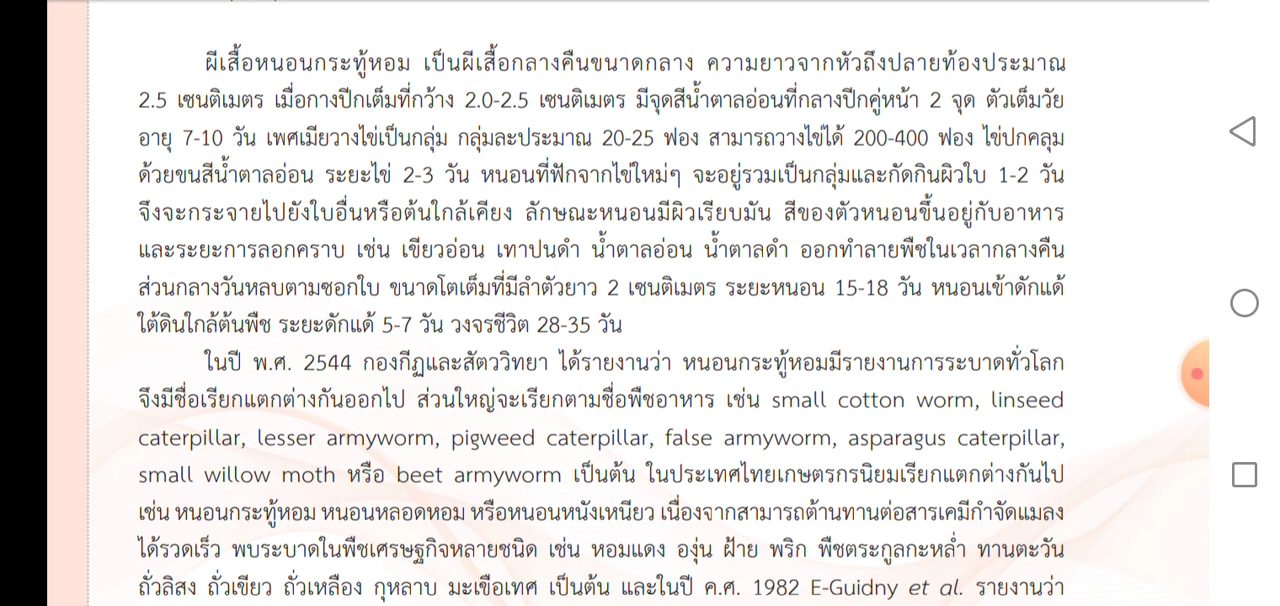 ผีเสื้อหนอนกระทู้หอม เป็นผีเสื้อกลางคืนขนาดกลาง ความยาวจากหัวถึงปลายท้องประมาณ
2.5 เซนติเมตร เมื่อกางปีกเต็มที่กว้าง 2.0-2.5 เซนติเมตร มีจุดสีน้ำตาลอ่อนที่กลางปีกคู่หน้า 2 จุด ตัวเต็มวัย
อายุ 7-10 วัน เพศเมียวางไข่เป็นกลุ่ม กลุ่มละประมาณ 20-25 ฟอง สามารถวางไข่ได้ 200-400 ฟอง ไข่ปกคลุม
ด้วยขนสีน้ำตาลอ่อน ระยะไข่ 2-3 วัน หนอนที่ฟักจากไข่ใหม่ๆ จะอยู่รวมเป็นกลุ่มและกัดกินผิวใบ 1-2 วัน
จึงจะกระจายไปยังใบอื่นหรือต้นใกล้เคียง ลักษณะหนอนมีผิวเรียบมัน สีของตัวหนอนขึ้นอยู่กับอาหาร
และระยะการลอกคราบ เช่น เขียวอ่อน เทาปนดำ น้ำตาลอ่อน น้ำตาลดำ ออกทำลายพืชในเวลากลางคืน
ส่วนกลางวันหลบตามซอกใบ ขนาดโตเต็มที่มีลำตัวยาว 2 เซนติเมตร ระยะหนอน 15-18 วัน หนอนเข้าดักแด้
ใต้ดินใกล้ต้นพืช ระยะดักแด้ 5-7 วัน วงจรชีวิต 28-35 วัน
ในปี พ.ศ. 2544 กองกีฏและสัตววิทยา ได้รายงานว่า หนอนกระทู้หอมมีรายงานการระบาดทั่วโลก
จึงมีชื่อเรียกแตกต่างกันออกไป ส่วนใหญ่จะเรียกตามชื่อพืชอาหาร เช่น small cotton worm, linseed
caterpillar, lesser armyworm, pigweed caterpillar, false armyworm, asparagus caterpillar,
small willow moth หรือ beet armyworm เป็นต้น ในประเทศไทยเกษตรกรนิยมเรียกแตกต่างกันไป
เช่น หนอนกระทู้หอม หนอนหลอดหอม หรือหนอนหนังเหนียว เนื่องจากสามารถต้านทานต่อสารเคมีกำจัดแมลง
ได้รวดเร็ว พบระบาดในพืชเศรษฐกิจหลายชนิด เช่น หอมแดง องุ่น ฝ้าย พริก พืชตระกูลกะหล่ำ ทานตะวัน
ถั่วลิสง ถั่วเขียว ถั่วเหลือง กุหลาบ มะเขือเทศ เป็นต้น และในปี ค.ศ. 1982 E-Guidny et al. รายงานว่า